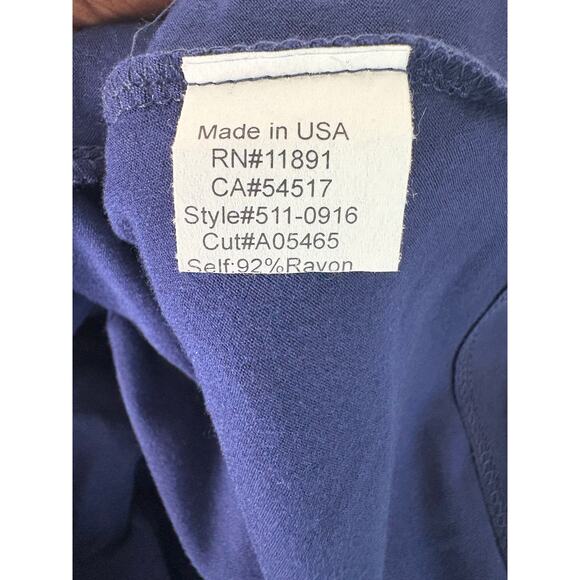 Made in USA
RN#11891
CA#54517
Style#511-0916
Cut#A05465
Self:92%Rayon